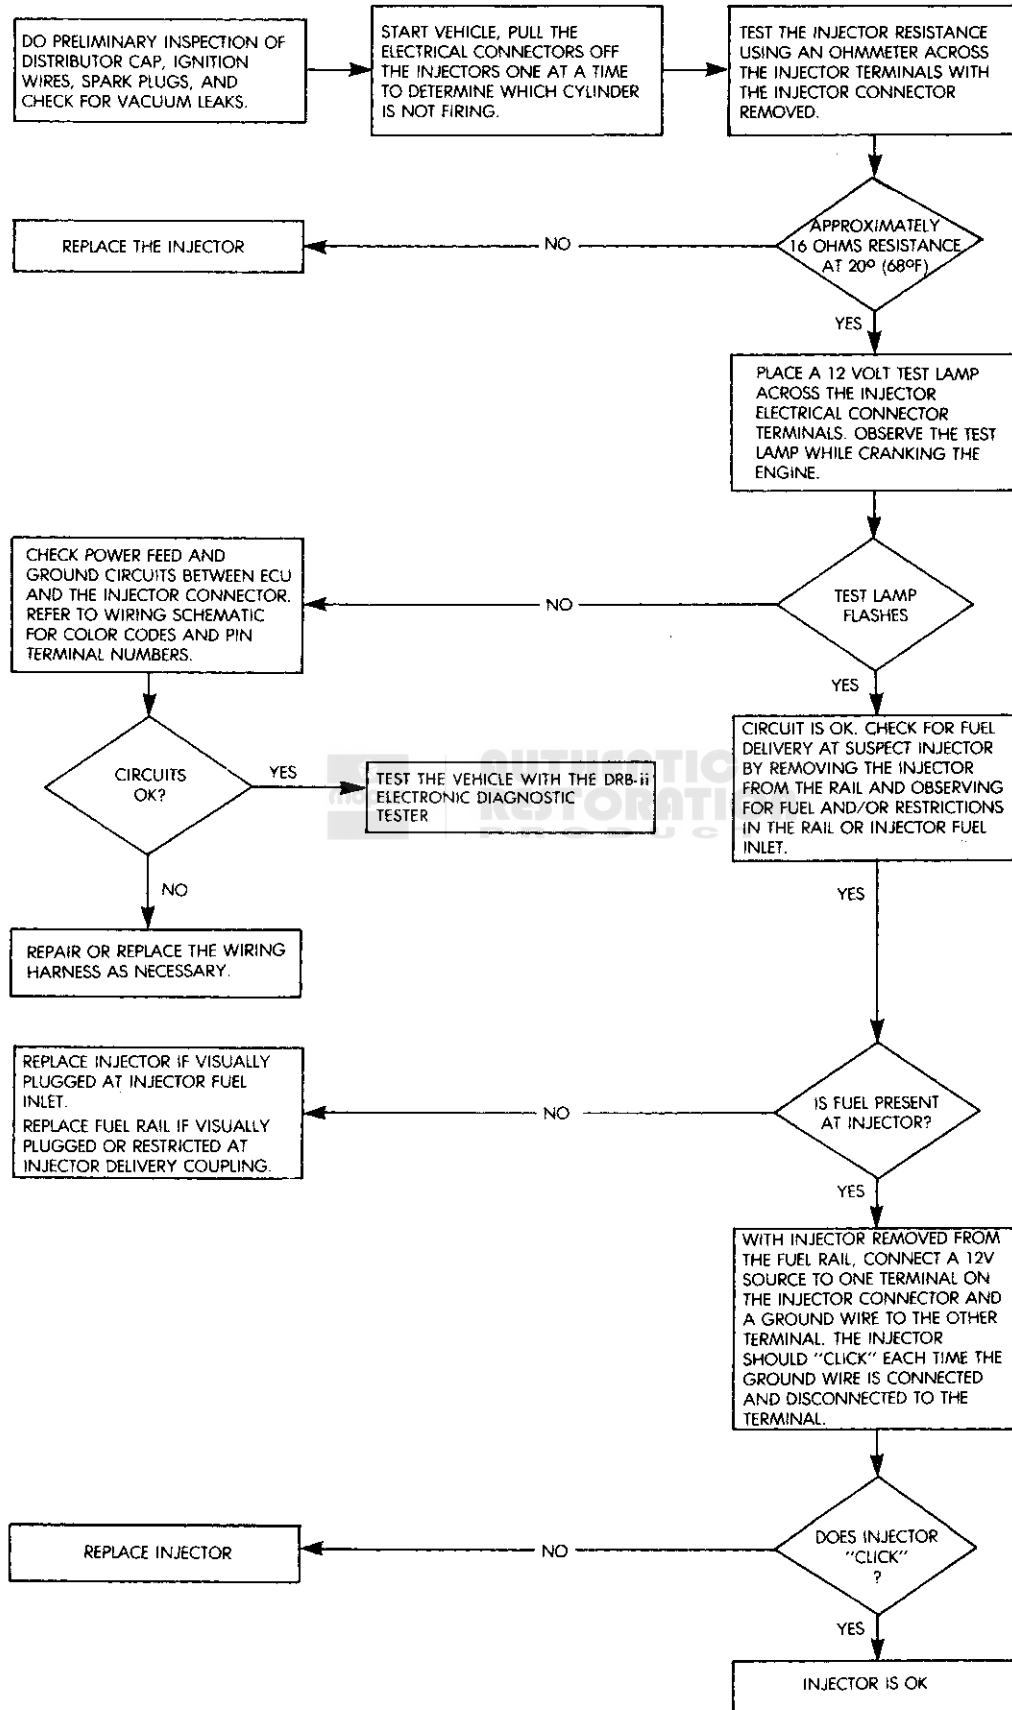 DO PRELIMINARY INSPECTION OF
DISTRIBUTOR CAP, IGNITION
WIRES, SPARK PLUGS, AND
CHECK FOR VACUUM LEAKS.
START VEHICLE, PULL THE
ELECTRICAL CONNECTORS OFF
THE INJECTORS ONE AT A TIME
TO DETERMINE WHICH CYLINDER
IS NOT FIRING.
TEST THE INJECTOR RESISTANCE
USING AN OHMMETER ACROSS
THE INJECTOR TERMINALS WITH
THE INJECTOR CONNECTOR
REMOVED.
APPROXIMATELY
16 OHMS RESISTANCE
AT 20º (68ºF)
NO
REPLACE THE INJECTOR
YES
PLACE A 12 VOLT TEST LAMP
ACROSS THE INJECTOR
ELECTRICAL CONNECTOR
TERMINALS. OBSERVE THE TEST
LAMP WHILE CRANKING THE
ENGINE.
TEST LAMP
FLASHES
NO
CHECK POWER FEED AND
GROUND CIRCUITS BETWEEN ECU
AND THE INJECTOR CONNECTOR.
REFER TO WIRING SCHEMATIC
FOR COLOR CODES AND PIN
TERMINAL NUMBERS.
CIRCUITS
OK?
YES
TEST THE VEHICLE WITH THE DRB-ii
ELECTRONIC DIAGNOSTIC
TESTER
NO
REPAIR OR REPLACE THE WIRING
HARNESS AS NECESSARY.
YES
CIRCUIT IS OK. CHECK FOR FUEL
DELIVERY AT SUSPECT INJECTOR
BY REMOVING THE INJECTOR
FROM THE RAIL AND OBSERVING
FOR FUEL AND/OR RESTRICTIONS
IN THE RAIL OR INJECTOR FUEL
INLET.
AUTHENTIC
RESTORATION
PRODUCT
YES
IS FUEL PRESENT
AT INJECTOR?
NO
REPLACE INJECTOR IF VISUALLY
PLUGGED AT INJECTOR FUEL
INLET.
REPLACE FUEL RAIL IF VISUALLY
PLUGGED OR RESTRICTED AT
INJECTOR DELIVERY COUPLING.
YES
WITH INJECTOR REMOVED FROM
THE FUEL RAIL, CONNECT A 12V
SOURCE TO ONE TERMINAL ON
THE INJECTOR CONNECTOR AND
A GROUND WIRE TO THE OTHER
TERMINAL. THE INJECTOR
SHOULD "CLICK" EACH TIME THE
GROUND WIRE IS CONNECTED
AND DISCONNECTED TO THE
TERMINAL.
DOES INJECTOR
"CLICK"
?
NO
REPLACE INJECTOR
YES
INJECTOR IS OK